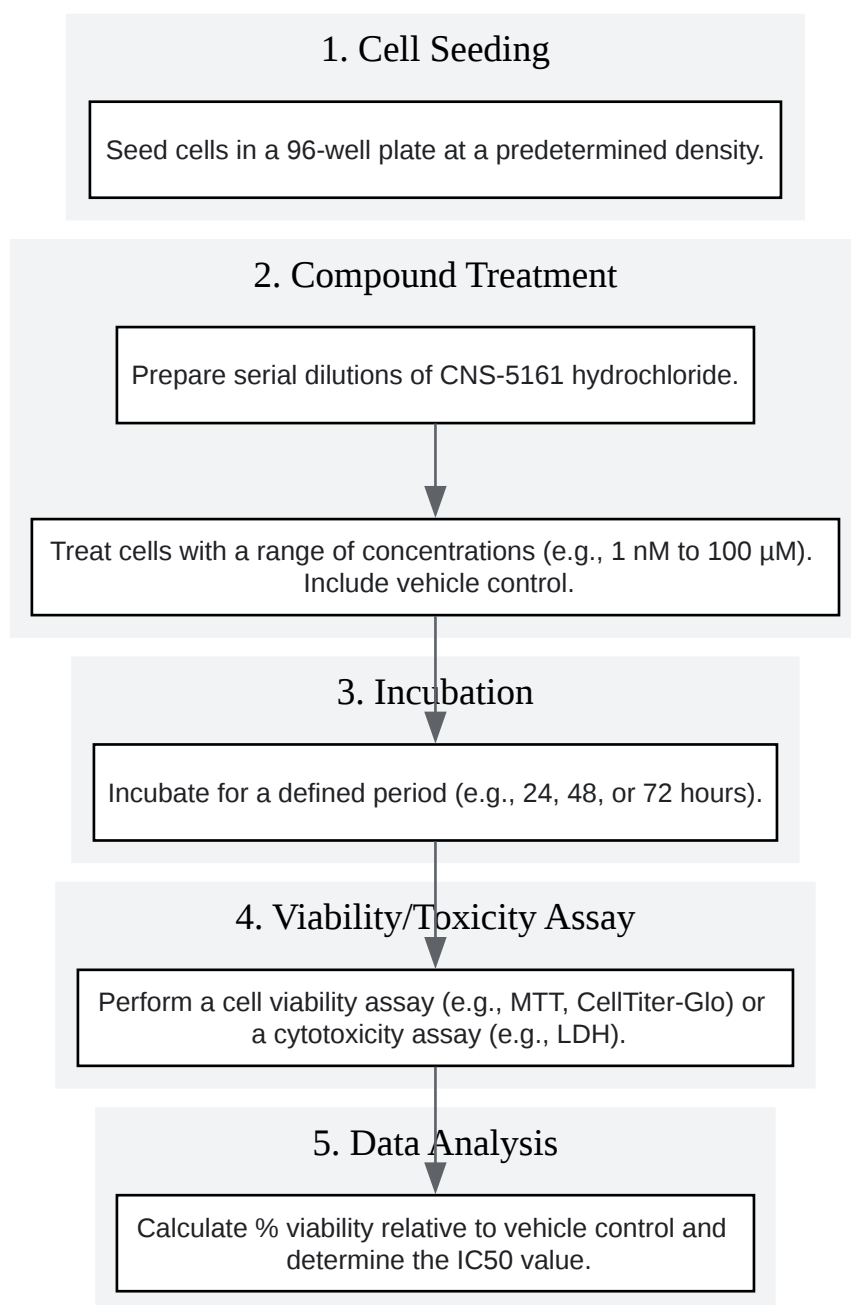 1. Cell Seeding
Seed cells in a 96-well plate at a predetermined density.
2. Compound Treatment
Prepare serial dilutions of CNS-5161 hydrochloride.
Treat cells with a range of concentrations (e.g., 1 nM to 100 µM).
Include vehicle control.
3. Incubation
Incubate for a defined period (e.g., 24, 48, or 72 hours).
4. Viability/Toxicity Assay
Perform a cell viability assay (e.g., MTT, CellTiter-Glo) or
a cytotoxicity assay (e.g., LDH).
5. Data Analysis
Calculate % viability relative to vehicle control and
determine the IC50 value.